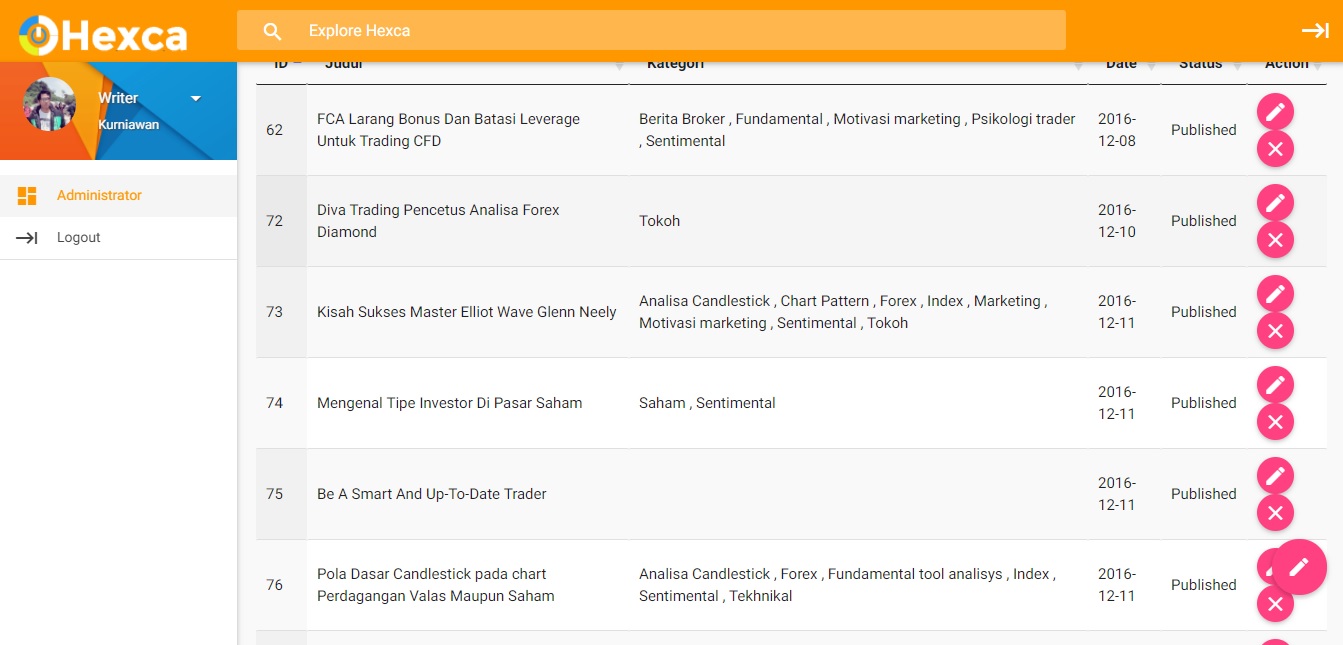 Hexca
Explore Hexca
Writer
Kurniawan
Administrator
Logout
ID Judul Kategori Date Status Action
62 FCA Larang Bonus Dan Batasi Leverage Berita Broker , Fundamental , Motivasi marketing , Psikologi trader 2016- Published
Untuk Trading CFD , Sentimental 12-08
72 Diva Trading Pencetus Analisa Forex Tokoh 2016- Published
Diamond 12-10
73 Kisah Sukses Master Elliot Wave Glenn Neely Analisa Candlestick , Chart Pattern , Forex , Index , Marketing , 2016- Published
Motivasi marketing , Sentimental , Tokoh 12-11
74 Mengenal Tipe Investor Di Pasar Saham Saham , Sentimental 2016- Published
12-11
75 Be A Smart And Up-To-Date Trader 2016- Published
12-11
76 Pola Dasar Candlestick pada chart Analisa Candlestick , Forex , Fundamental tool analisys , Index , 2016- Published
Perdagangan Valas Maupun Saham Sentimental , Tekhnikal 12-11